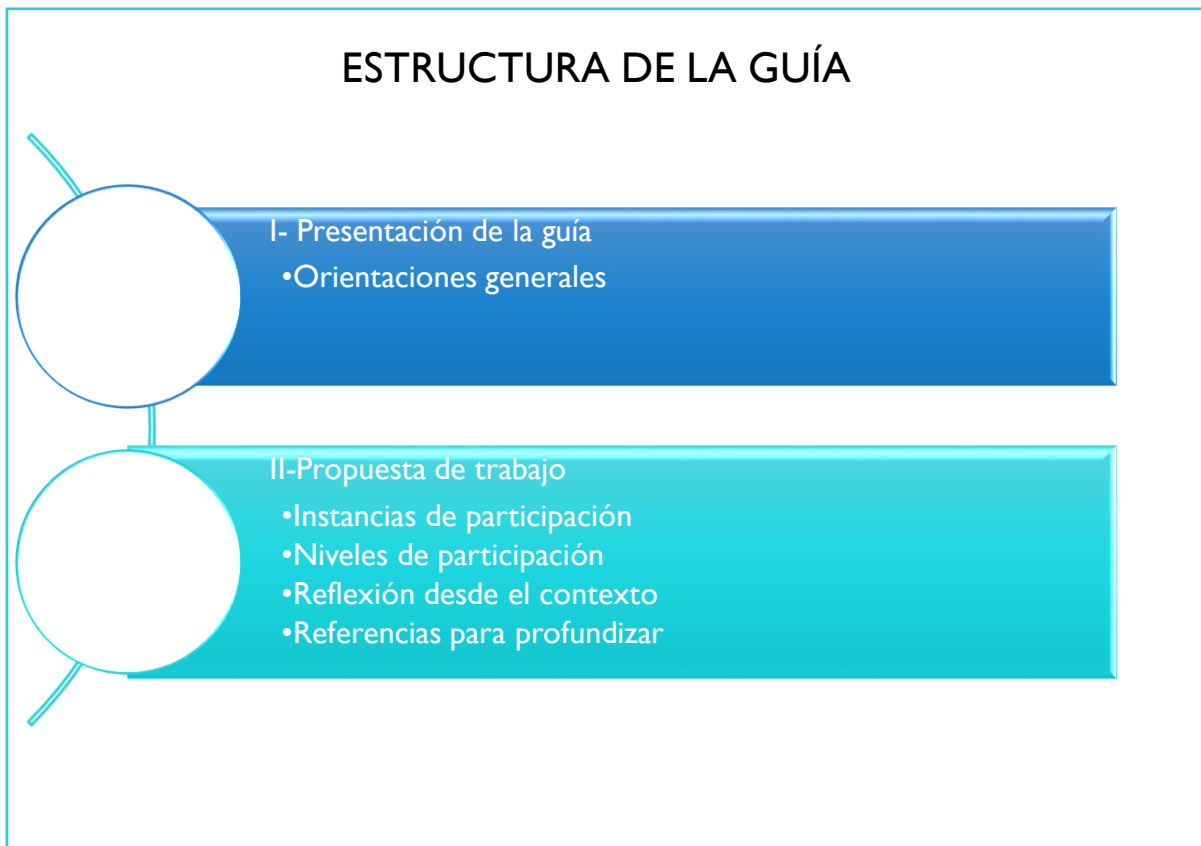 ESTRUCTURA DE LA GUÍA
I- Presentación de la guía
•Orientaciones generales
II-Propuesta de trabajo
•Instancias de participación
•Niveles de participación
•Reflexión desde el contexto
•Referencias para profundizar